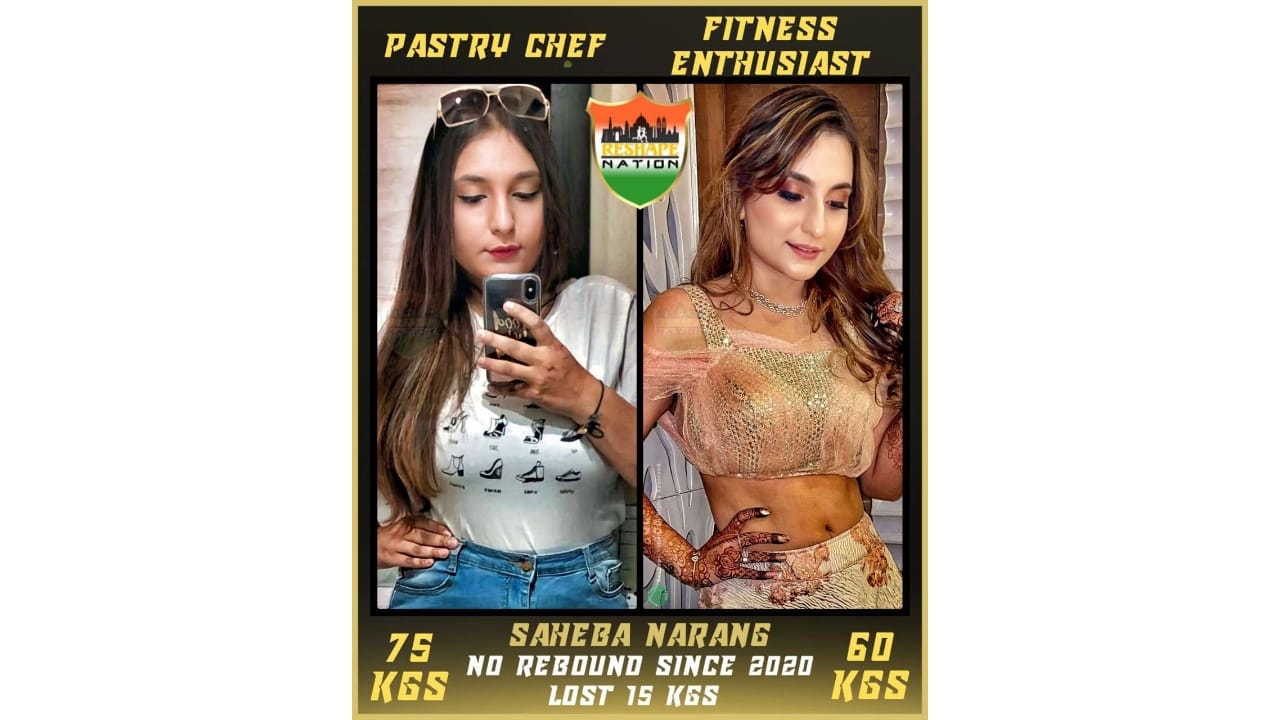 PASTRY CHEF
FITNESS
ENTHUSIAST
RESHAPE
NATION
75
KGS
SAHEBA NARANG
NO REBOUND SINCE 2020
LOST 15 KGS
60
KGS